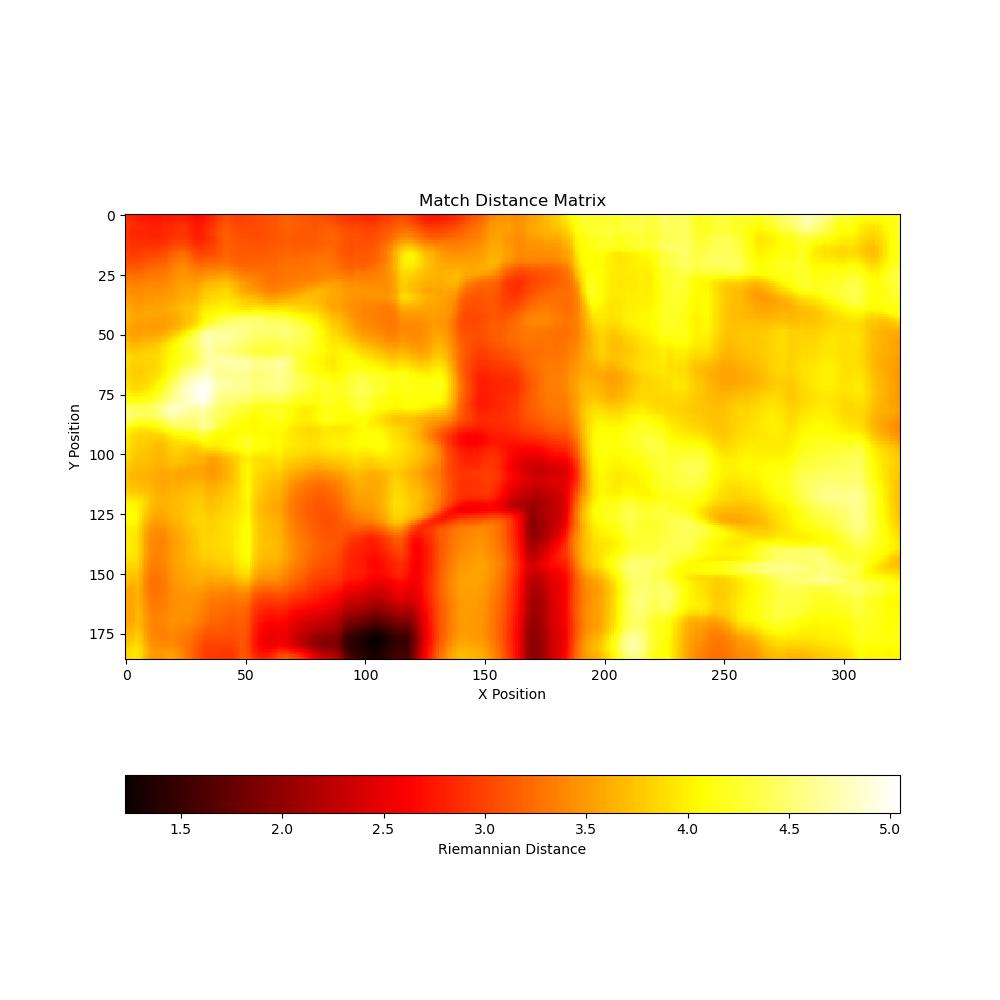 Match Distance Matrix
0
25
50
75
100
125
150
175
Y Position
0 50 100 150 200 250 300
X Position
1.5 2.0 2.5 3.0 3.5 4.0 4.5 5.0
Riemannian Distance